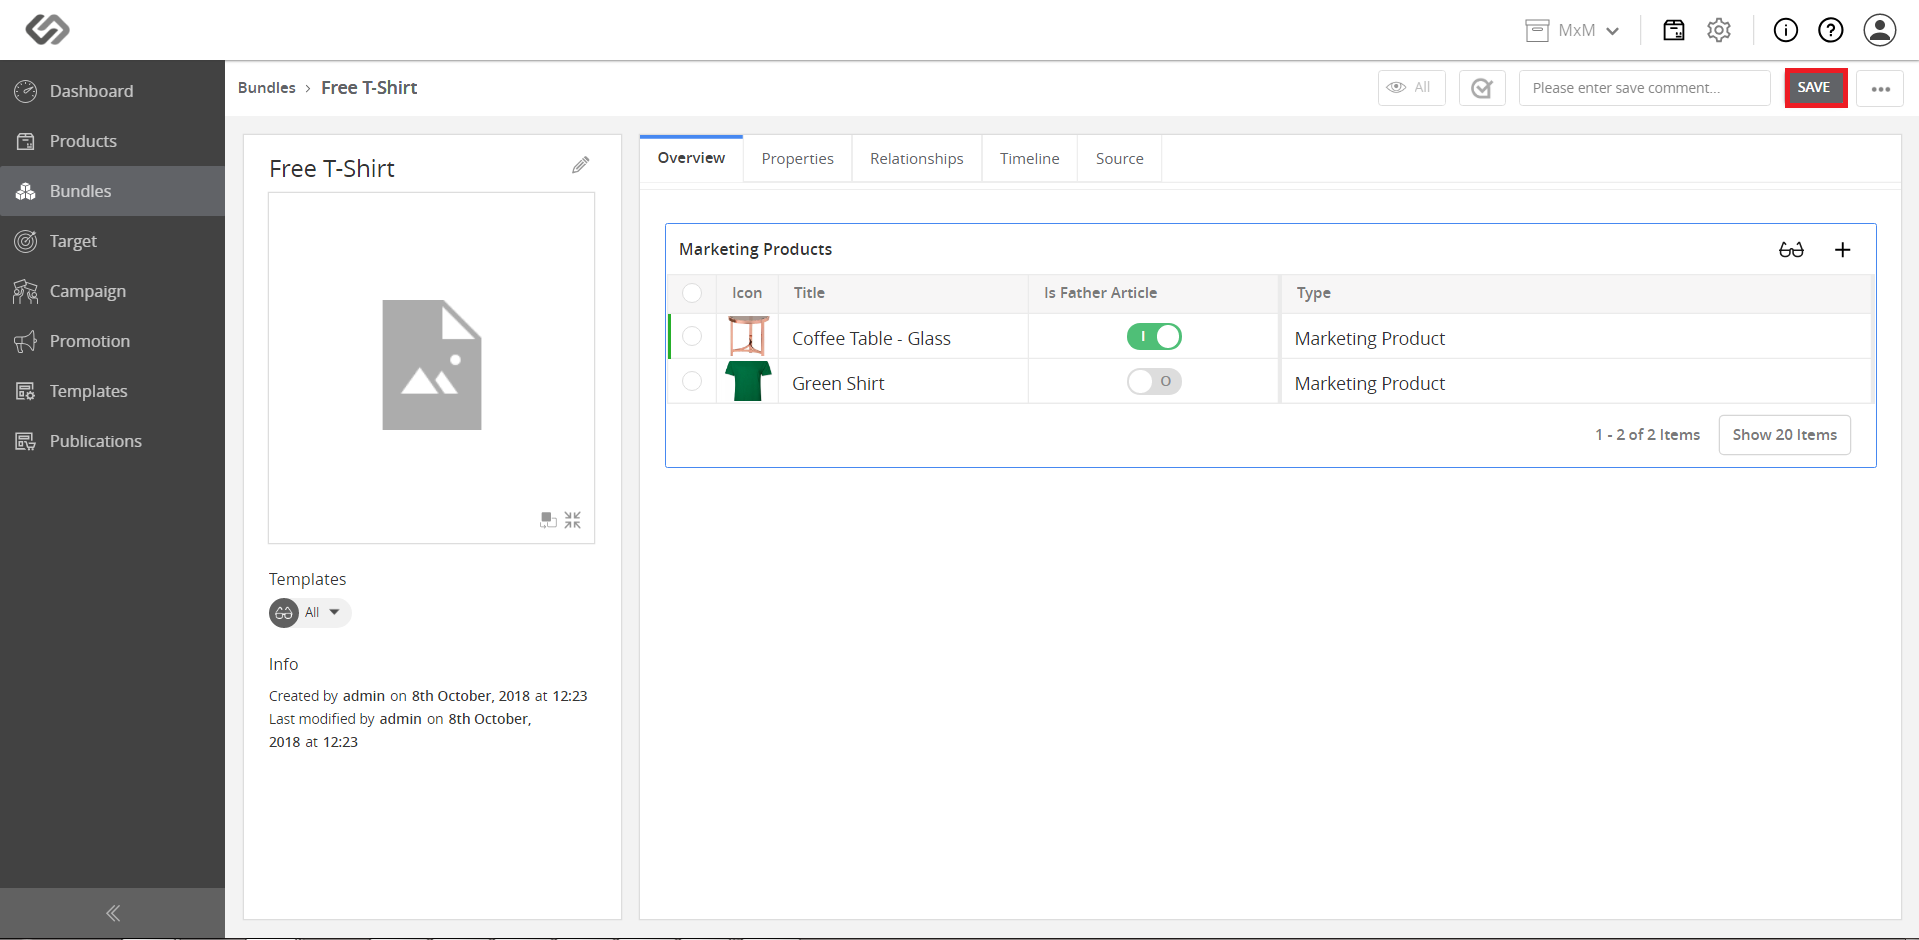 MxM
Dashboard
Products
Bundles
Target
Campaign
Promotion
Templates
Publications
Bundles › Free T-Shirt
All
Please enter save comment...
SAVE
Free T-Shirt
Templates
All
Info
Created by admin on 8th October, 2018 at 12:23
Last modified by admin on 8th October,
2018 at 12:23
Overview Properties Relationships Timeline Source
Marketing Products
Icon Title Is Father Article Type
Coffee Table - Glass I Marketing Product
Green Shirt O Marketing Product
1 - 2 of 2 Items Show 20 Items